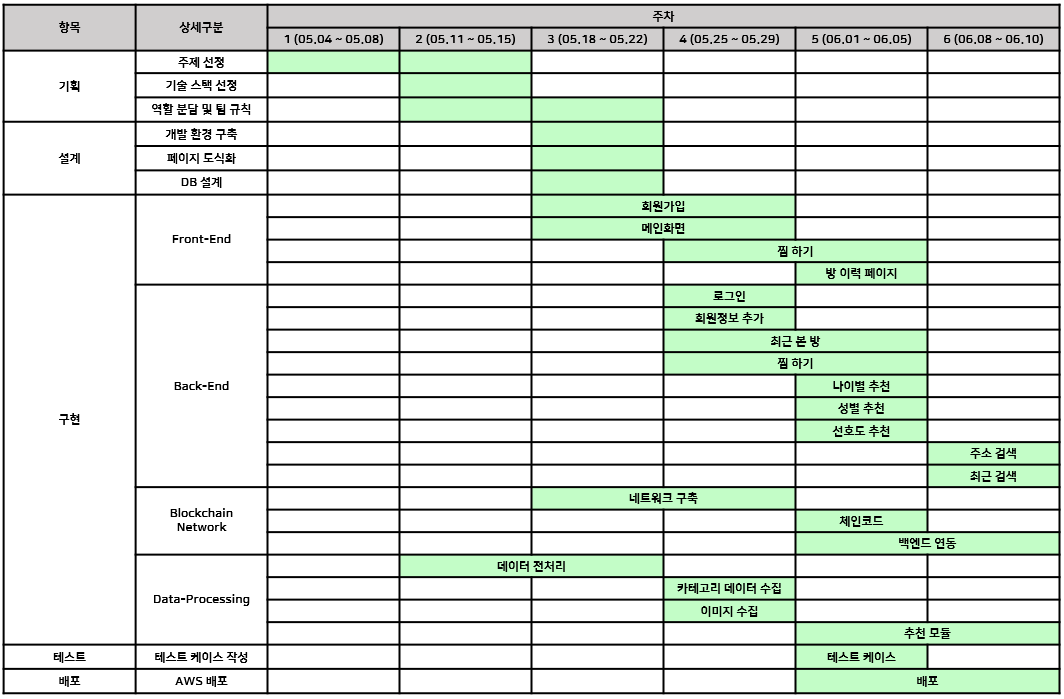 항목
상세구분
주차
1 (05.04 ~ 05.08)
2 (05.11 ~ 05.15)
3 (05.18 ~ 05.22)
4 (05.25 ~ 05.29)
5 (06.01 ~ 06.05)
6 (06.08 ~ 06.10)
기획
주제 선정
기술 스택 선정
역할 분담 및 팀 규칙
설계
개발 환경 구축
페이지 도식화
DB 설계
구현
Front-End
회원가입
메인화면
찜 하기
방 이력 페이지
Back-End
로그인
회원정보 추가
최근 본 방
찜 하기
나이별 추천
성별 추천
선호도 추천
주소 검색
최근 검색
Blockchain
Network
네트워크 구축
체인코드
백엔드 연동
Data-Processing
데이터 전처리
카테고리 데이터 수집
이미지 수집
추천 모듈
테스트
테스트 케이스 작성
테스트 케이스
배포
AWS 배포
배포